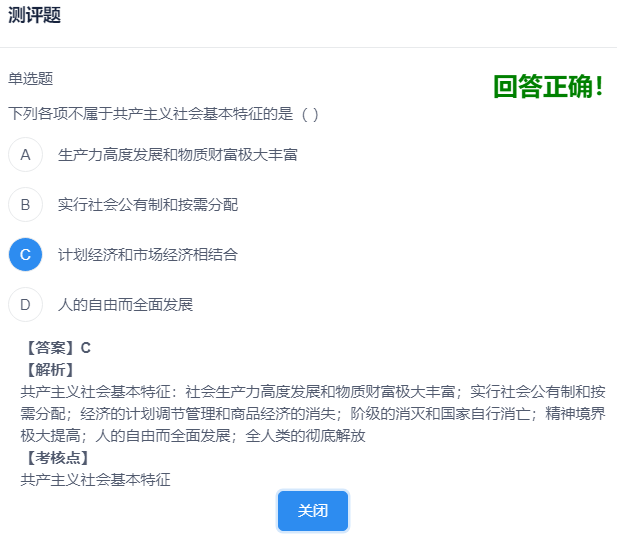 测评题
单选题
回答正确！
下列各项不属于共产主义社会基本特征的是（ ）
A 生产力高度发展和物质财富极大丰富
B 实行社会公有制和按需分配
C 计划经济和市场经济相结合
D 人的自由而全面发展
【答案】C
【解析】
共产主义社会基本特征：社会生产力高度发展和物质财富极大丰富；实行社会公有制和按
需分配；经济的计划调节管理和商品经济的消失；阶级的消灭和国家自行消亡；精神境界
极大提高；人的自由而全面发展；全人类的彻底解放
【考核点】
共产主义社会基本特征
关闭